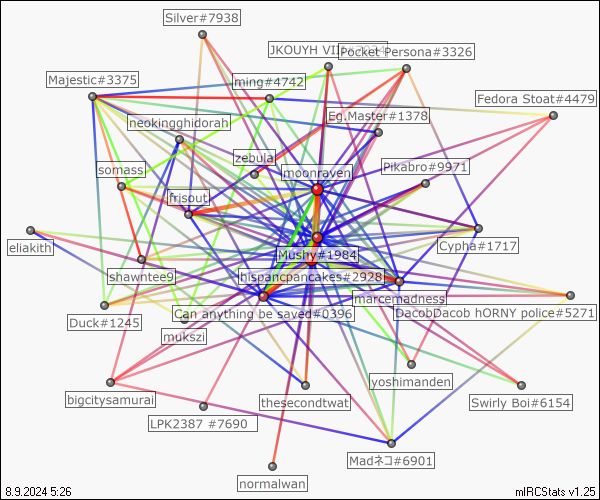 Silver#7938
JKOUYH VII
Pocket Persona#3326
Majestic#3375
ming#4742
Fedora Stoat#4479
Eg.Master#1378
neokingghidorah
zebula
somass
moonraven
Pikabro#9971
frisout
eliakith
Mushy#1984
Cypha#1717
shawntee9
hispancpancakes#2928
marcemadness
Duck#1245
Can anything be saved#0396
DacobDacob hORNY police#5271
mukszi
yoshimanden
bigcitysamurai
thesecondtwat
Swirly Boi#6154
LPK2387 #7690
Madネコ#6901
normalwan
8.9.2024 5:26
mIRCStats v1.25